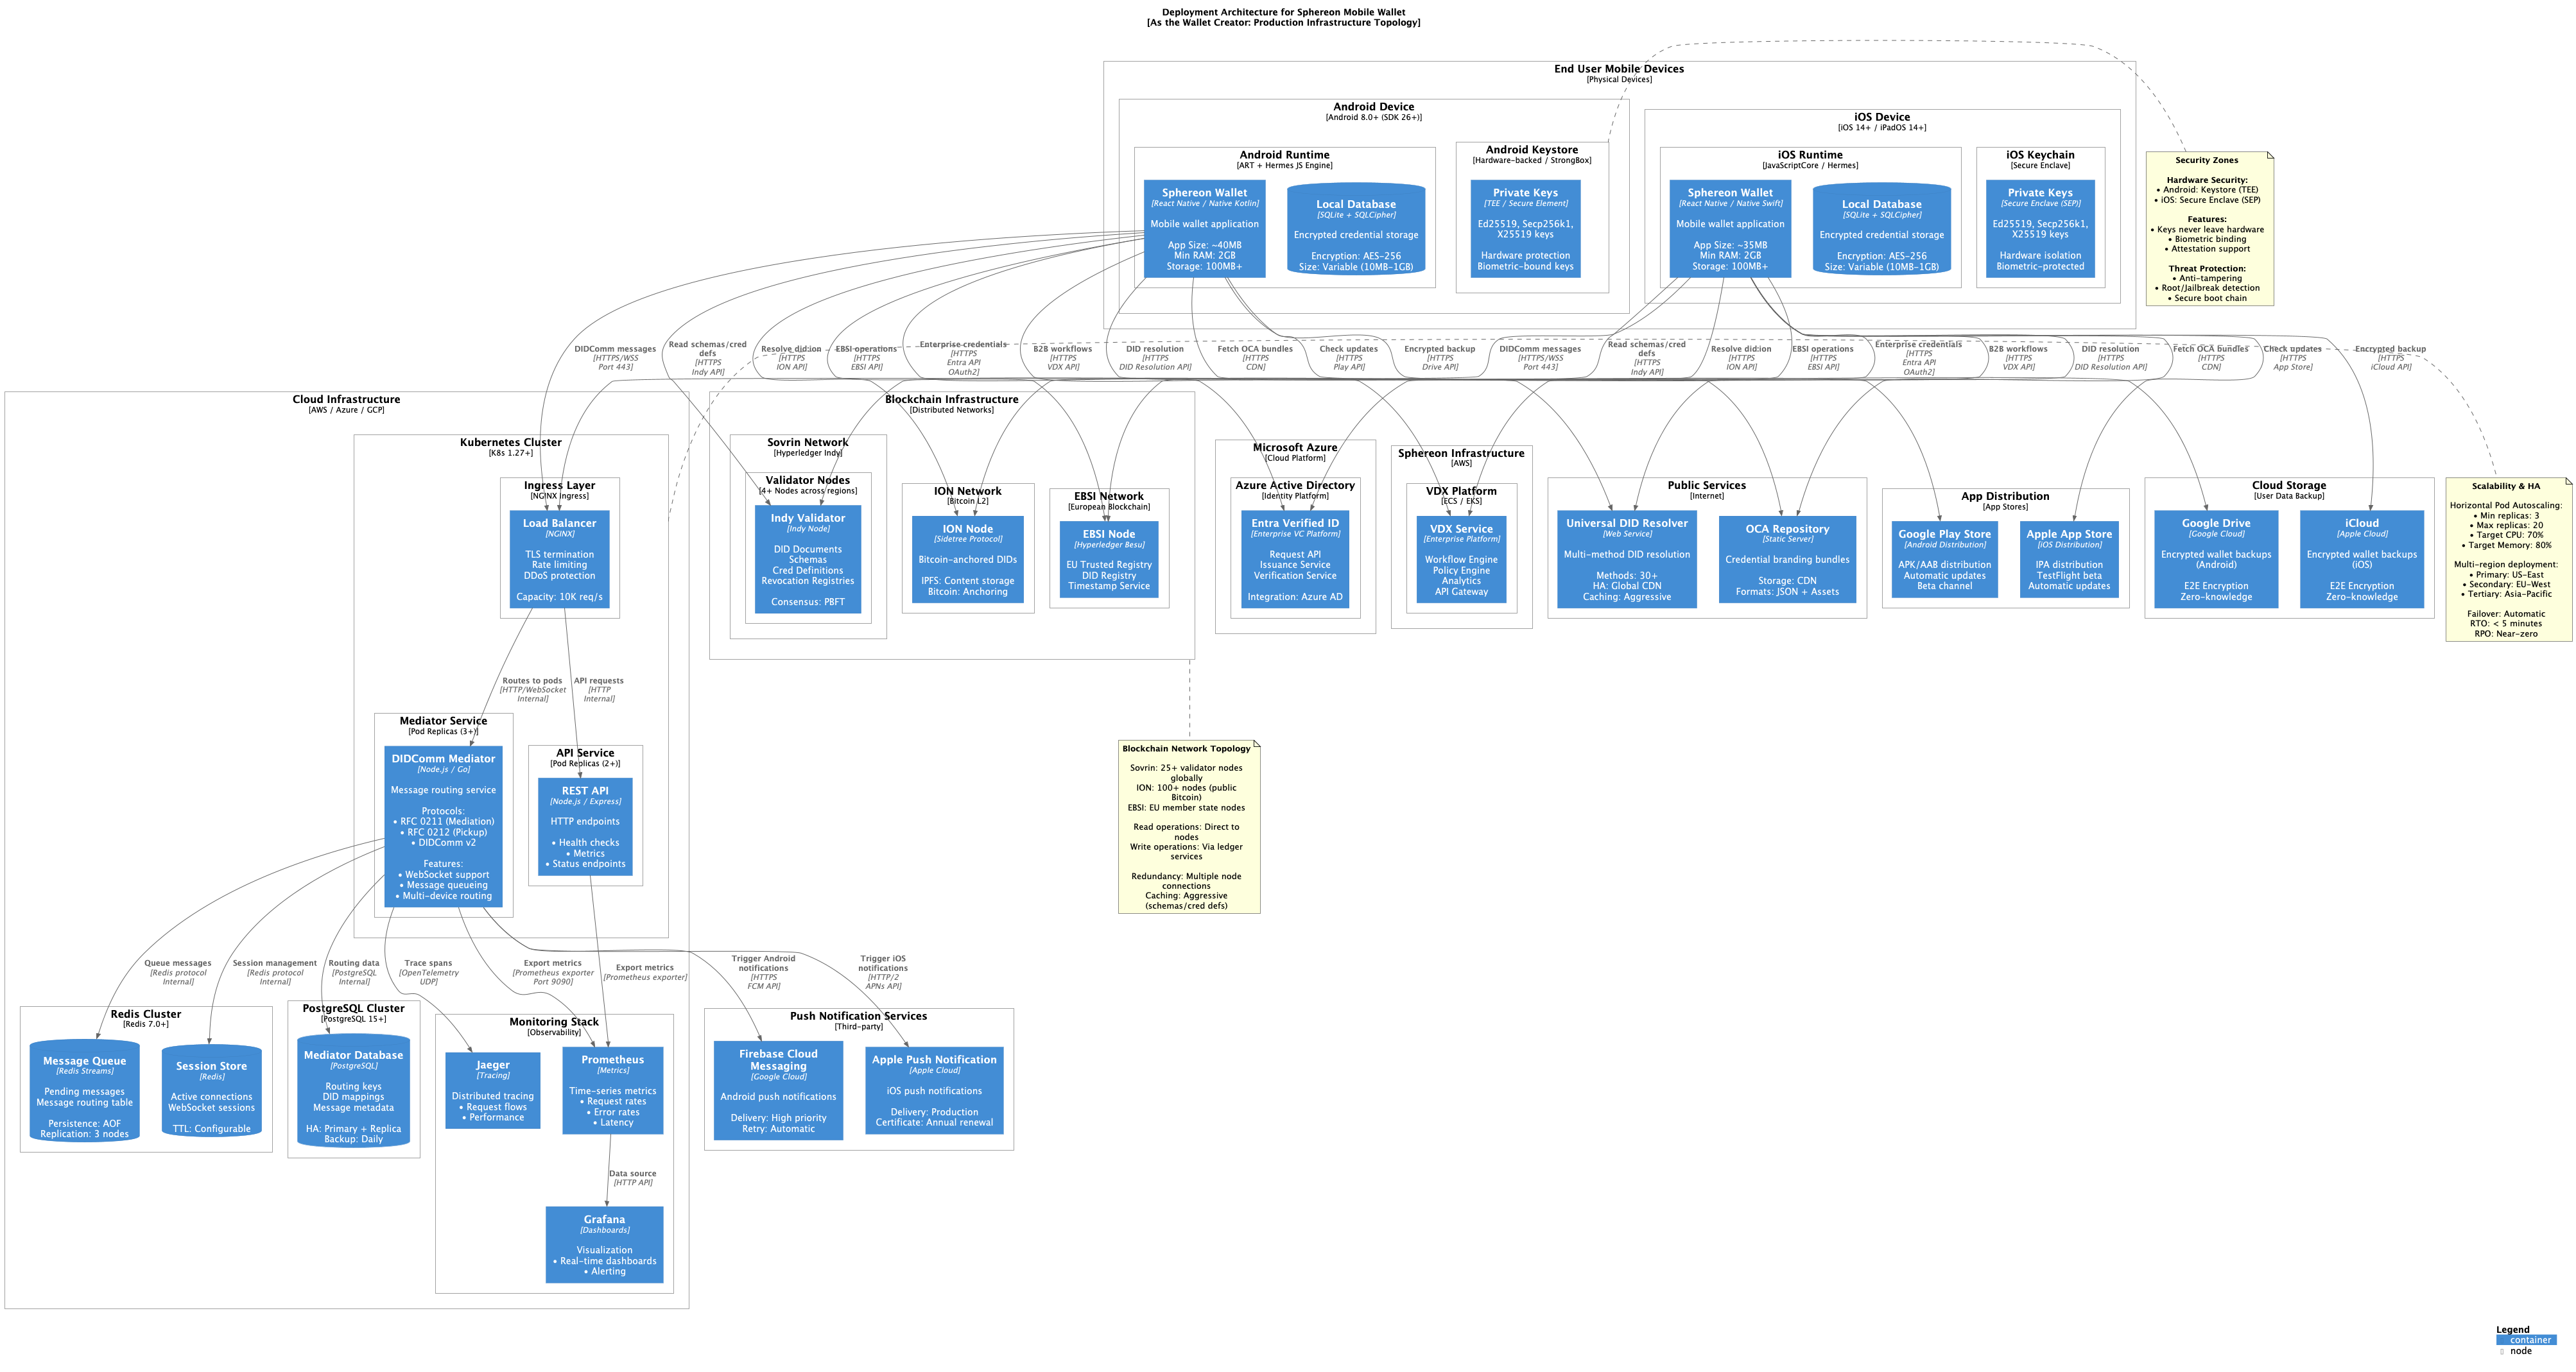 Deployment Architecture for Sphereon Mobile Wallet
[As the Wallet Creator: Production Infrastructure Topology]
End User Mobile Devices
[Physical Devices]
Android Device
[Android 8.0+ (SDK 26+)]
Android Runtime
[ART + Hermes JS Engine]
Sphereon Wallet
[React Native / Native Kotlin]
Mobile wallet application
App Size: ~40MB
Min RAM: 2GB
Storage: 100MB+
Local Database
[SQLite + SQLCipher]
Encrypted credential storage
Encryption: AES-256
Size: Variable (10MB-1GB)
Android Keystore
[Hardware-backed / StrongBox]
Private Keys
[TEE / Secure Element]
Ed25519, Secp256k1,
X25519 keys
Hardware protection
Biometric-bound keys
iOS Device
[iOS 14+ / iPadOS 14+]
iOS Runtime
[JavaScriptCore / Hermes]
Sphereon Wallet
[React Native / Native Swift]
Mobile wallet application
App Size: ~35MB
Min RAM: 2GB
Storage: 100MB+
Local Database
[SQLite + SQLCipher]
Encrypted credential storage
Encryption: AES-256
Size: Variable (10MB-1GB)
iOS Keychain
[Secure Enclave]
Private Keys
[Secure Enclave (SEP)]
Ed25519, Secp256k1,
X25519 keys
Hardware isolation
Biometric-protected
Security Zones
Hardware Security:
• Android: Keystore (TEE)
• iOS: Secure Enclave (SEP)
Features:
• Keys never leave hardware
• Biometric binding
• Attestation support
Threat Protection:
• Anti-tampering
• Root/Jailbreak detection
• Secure boot chain
DIDComm messages
[HTTPS/WSS
Port 443]
Read schemas/cred
defs
[HTTPS
Indy API]
Resolve did:ion
[HTTPS
ION API]
EBSI operations
[HTTPS
EBSI API]
Enterprise credentials
[HTTPS
Entra API
OAuth2]
B2B workflows
[HTTPS
VDX API]
DID resolution
[HTTPS
DID Resolution API]
Fetch OCA bundles
[HTTPS
CDN]
Check updates
[HTTPS
Play API]
Encrypted backup
[HTTPS
Drive API]
DIDComm messages
[HTTPS/WSS
Port 443]
Read schemas/cred
defs
[HTTPS
Indy API]
Resolve did:ion
[HTTPS
ION API]
EBSI operations
[HTTPS
EBSI API]
Enterprise credentials
[HTTPS
Entra API
OAuth2]
B2B workflows
[HTTPS
VDX API]
DID resolution
[HTTPS
DID Resolution API]
Fetch OCA bundles
[HTTPS
CDN]
Check updates
[HTTPS
App Store]
Encrypted backup
[HTTPS
iCloud API]
Cloud Infrastructure
[AWS / Azure / GCP]
Kubernetes Cluster
[K8s 1.27+]
Ingress Layer
[NGINX Ingress]
Load Balancer
[NGINX]
TLS termination
Rate limiting
DDoS protection
Capacity: 10K req/s
Routes to pods
[HTTP/WebSocket
Internal]
API requests
[HTTP
Internal]
Mediator Service
[Pod Replicas (3+)]
DIDComm Mediator
[Node.js / Go]
Message routing service
Protocols:
• RFC 0211 (Mediation)
• RFC 0212 (Pickup)
• DIDComm v2
Features:
• WebSocket support
• Message queueing
• Multi-device routing
API Service
[Pod Replicas (2+)]
REST API
[Node.js / Express]
HTTP endpoints
• Health checks
• Metrics
• Status endpoints
Blockchain Infrastructure
[Distributed Networks]
Sovrin Network
[Hyperledger Indy]
Validator Nodes
[4+ Nodes across regions]
Indy Validator
[Indy Node]
DID Documents
Schemas
Cred Definitions
Revocation Registries
Consensus: PBFT
ION Network
[Bitcoin L2]
ION Node
[Sidetree Protocol]
Bitcoin-anchored DIDs
IPFS: Content storage
Bitcoin: Anchoring
EBSI Network
[European Blockchain]
EBSI Node
[Hyperledger Besu]
EU Trusted Registry
DID Registry
Timestamp Service
Microsoft Azure
[Cloud Platform]
Azure Active Directory
[Identity Platform]
Entra Verified ID
[Enterprise VC Platform]
Request API
Issuance Service
Verification Service
Integration: Azure AD
Sphereon Infrastructure
[AWS]
VDX Platform
[ECS / EKS]
VDX Service
[Enterprise Platform]
Workflow Engine
Policy Engine
Analytics
API Gateway
Public Services
[Internet]
Universal DID Resolver
[Web Service]
Multi-method DID resolution
Methods: 30+
HA: Global CDN
Caching: Aggressive
OCA Repository
[Static Server]
Credential branding bundles
Storage: CDN
Formats: JSON + Assets
App Distribution
[App Stores]
Google Play Store
[Android Distribution]
APK/AAB distribution
Automatic updates
Beta channel
Apple App Store
[iOS Distribution]
IPA distribution
TestFlight beta
Automatic updates
Cloud Storage
[User Data Backup]
Google Drive
[Google Cloud]
Encrypted wallet backups
(Android)
E2E Encryption
Zero-knowledge
iCloud
[Apple Cloud]
Encrypted wallet backups
(iOS)
E2E Encryption
Zero-knowledge
Scalability & HA
Horizontal Pod Autoscaling:
• Min replicas: 3
• Max replicas: 20
• Target CPU: 70%
• Target Memory: 80%
Multi-region deployment:
• Primary: US-East
• Secondary: EU-West
• Tertiary: Asia-Pacific
Failover: Automatic
RTO: < 5 minutes
RPO: Near-zero
Blockchain Network Topology
Sovrin: 25+ validator nodes
globally
ION: 100+ nodes (public
Bitcoin)
EBSI: EU member state nodes
Read operations: Direct to
nodes
Write operations: Via ledger
services
Redundancy: Multiple node
connections
Caching: Aggressive
(schemas/cred defs)
Queue messages
[Redis protocol
Internal]
Session management
[Redis protocol
Internal]
Routing data
[PostgreSQL
Internal]
Trace spans
[OpenTelemetry
UDP]
Export metrics
[Prometheus exporter
Port 9090]
Export metrics
[Prometheus exporter]
Trigger Android
notifications
[HTTPS
FCM API]
Trigger iOS
notifications
[HTTP/2
APNs API]
Redis Cluster
[Redis 7.0+]
Message Queue
[Redis Streams]
Pending messages
Message routing table
Persistence: AOF
Replication: 3 nodes
Session Store
[Redis]
Active connections
WebSocket sessions
TTL: Configurable
PostgreSQL Cluster
[PostgreSQL 15+]
Mediator Database
[PostgreSQL]
Routing keys
DID mappings
Message metadata
HA: Primary + Replica
Backup: Daily
Monitoring Stack
[Observability]
Jaeger
[Tracing]
Distributed tracing
• Request flows
• Performance
Prometheus
[Metrics]
Time-series metrics
• Request rates
• Error rates
• Latency
Data source
[HTTP API]
Grafana
[Dashboards]
Visualization
• Real-time dashboards
• Alerting
Push Notification Services
[Third-party]
Firebase Cloud
Messaging
[Google Cloud]
Android push notifications
Delivery: High priority
Retry: Automatic
Apple Push Notification
[Apple Cloud]
iOS push notifications
Delivery: Production
Certificate: Annual renewal
Legend
container
node